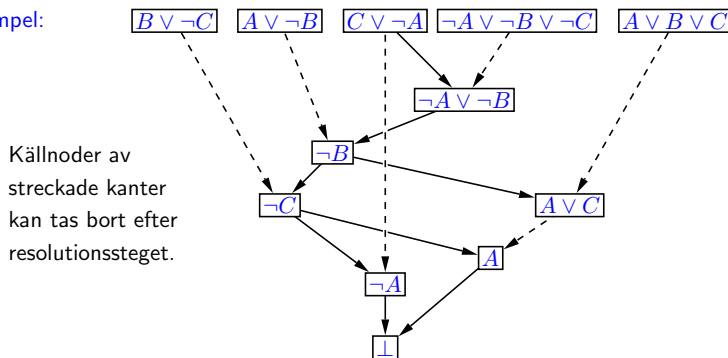 mpel:
B ∨ ¬C
A ∨ ¬B
C ∨ ¬A
¬A ∨ ¬B ∨ ¬C
A ∨ B ∨ C
¬A ∨ ¬B
Källnoder av
streckade kanter
kan tas bort efter
resolutionssteget.
¬B
¬C
A ∨ C
A
¬A
⊥